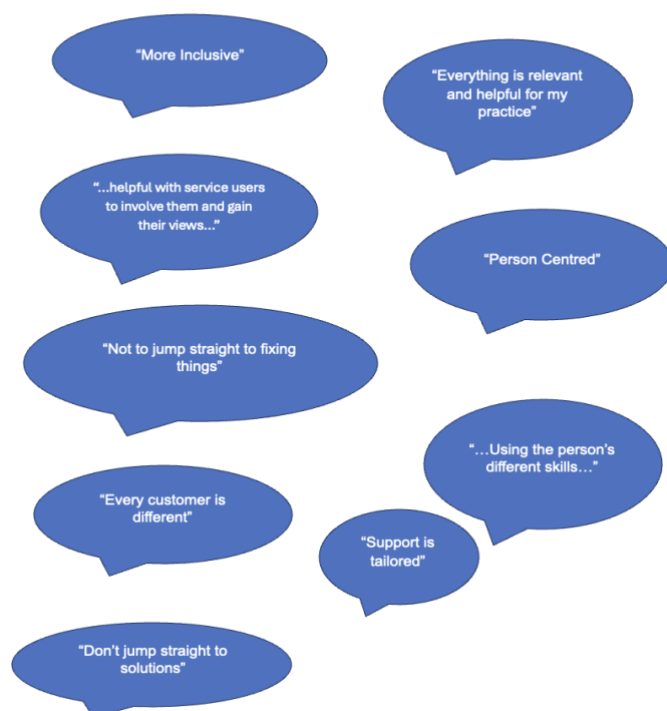 “More Inclusive”
“Everything is relevant
and helpful for my
practice”
“...helpful with service users
to involve them and gain
their views...”
“Person Centred”
“Not to jump straight to fixing
things”
“…Using the person’s
different skills…”
“Every customer is
different”
“Support is
tailored”
“Don’t jump straight to
solutions”